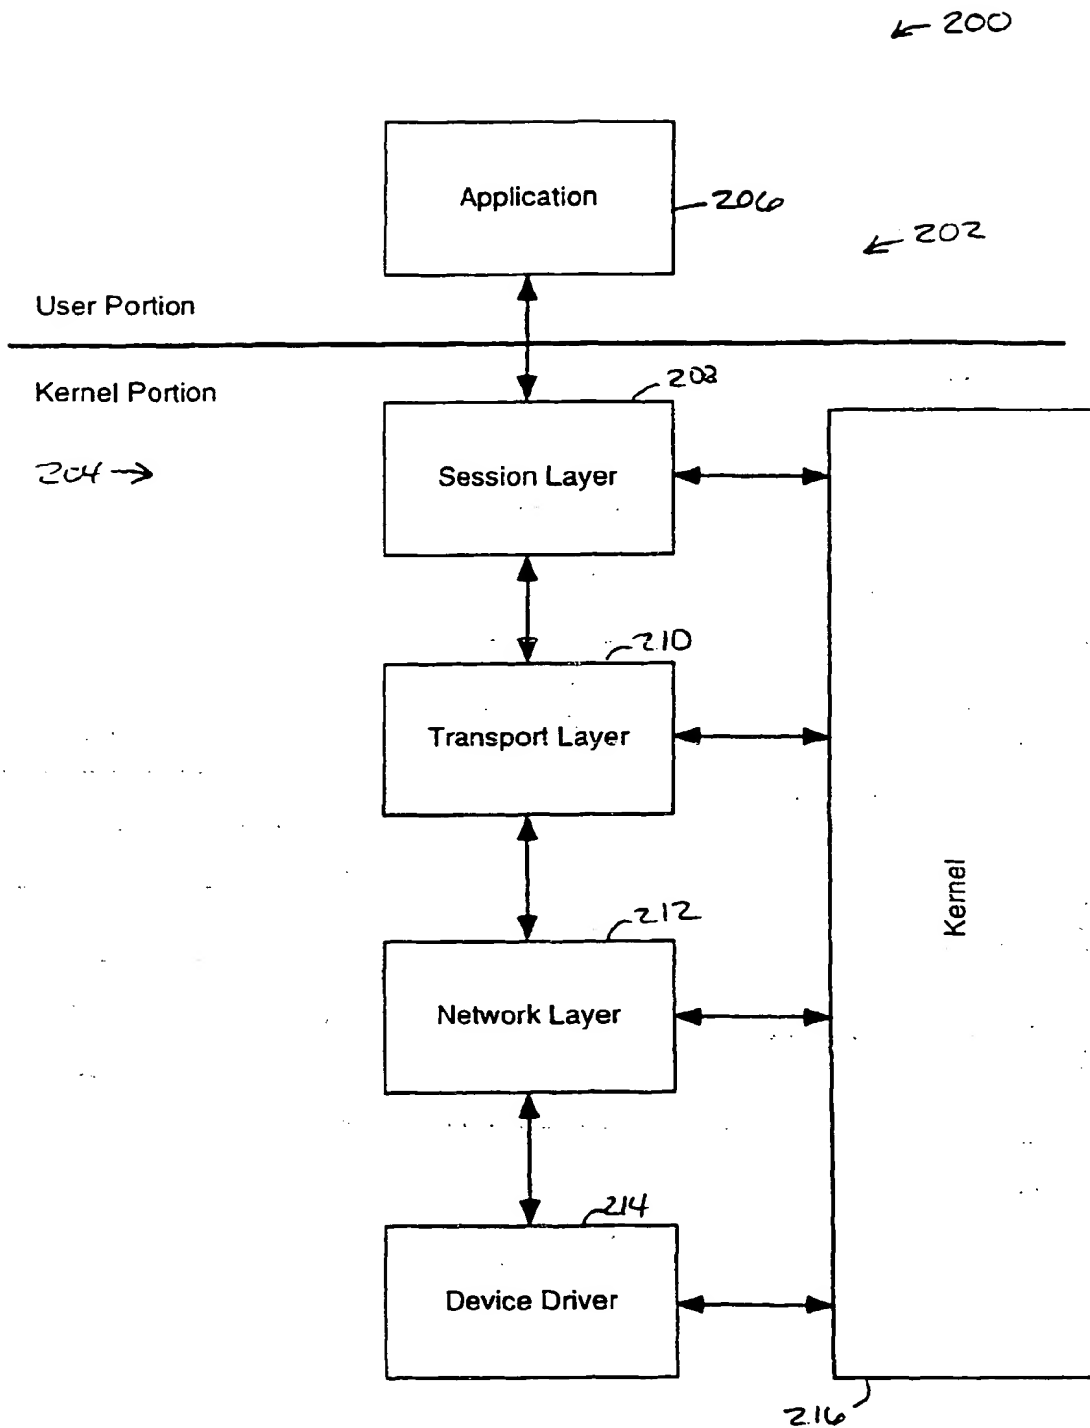 200
Application
206
202
User Portion
Kernel Portion
208
204
Session Layer
210
Transport Layer
212
Kernel
Network Layer
214
Device Driver
216